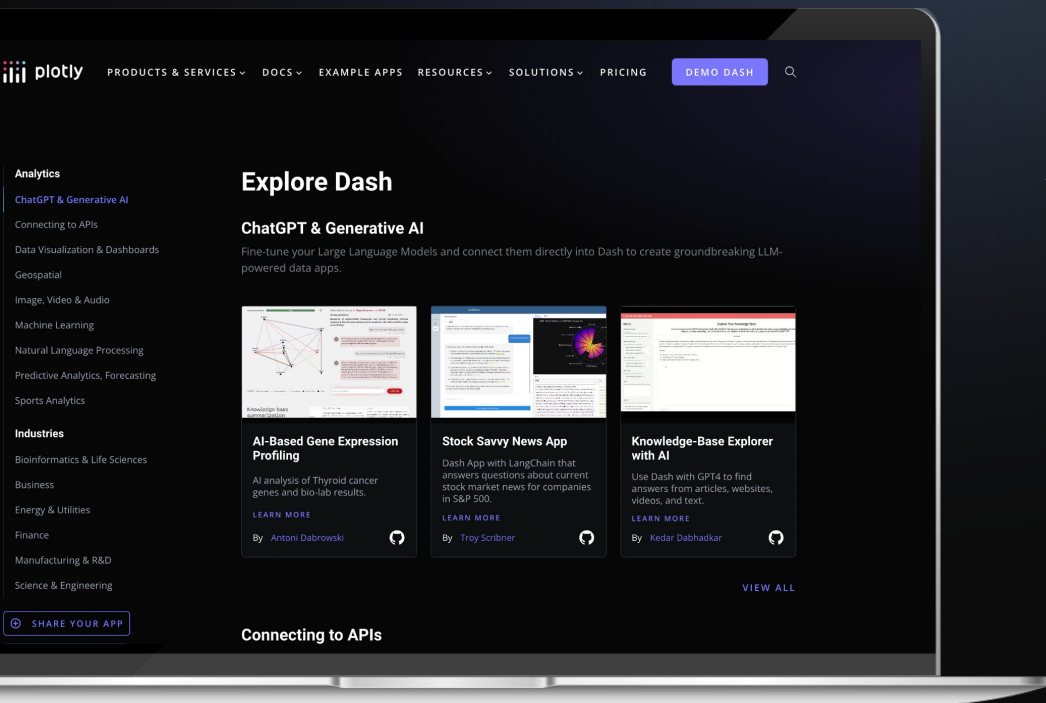 plotly
PRODUCTS & SERVICES DOCS EXAMPLE APPS RESOURCES SOLUTIONS PRICING DEMO DASH
Analytics
ChatGPT & Generative AI
Connecting to APIs
Data Visualization & Dashboards
Geospatial
Image, Video & Audio
Machine Learning
Natural Language Processing
Predictive Analytics, Forecasting
Sports Analytics
Industries
Bioinformatics & Life Sciences
Business
Energy & Utilities
Finance
Manufacturing & R&D
Science & Engineering
SHARE YOUR APP
Explore Dash
ChatGPT & Generative AI
Fine-tune your Large Language Models and connect them directly into Dash to create groundbreaking LLM-
powered data apps.
Knowledge base
summarization
AI-Based Gene Expression
Profiling
AI analysis of Thyroid cancer
genes and bio-lab results.
LEARN MORE
By Antoni Dabrowski
Stock Savvy News App
Dash App with LangChain that
answers questions about current
stock market news for companies
in S&P 500.
LEARN MORE
By Troy Scribner
Explore Your Knowledge Base
Knowledge-Base Explorer
with AI
Use Dash with GPT4 to find
answers from articles, websites,
videos, and text.
LEARN MORE
By Kedar Dabhadkar
VIEW ALL
Connecting to APIs